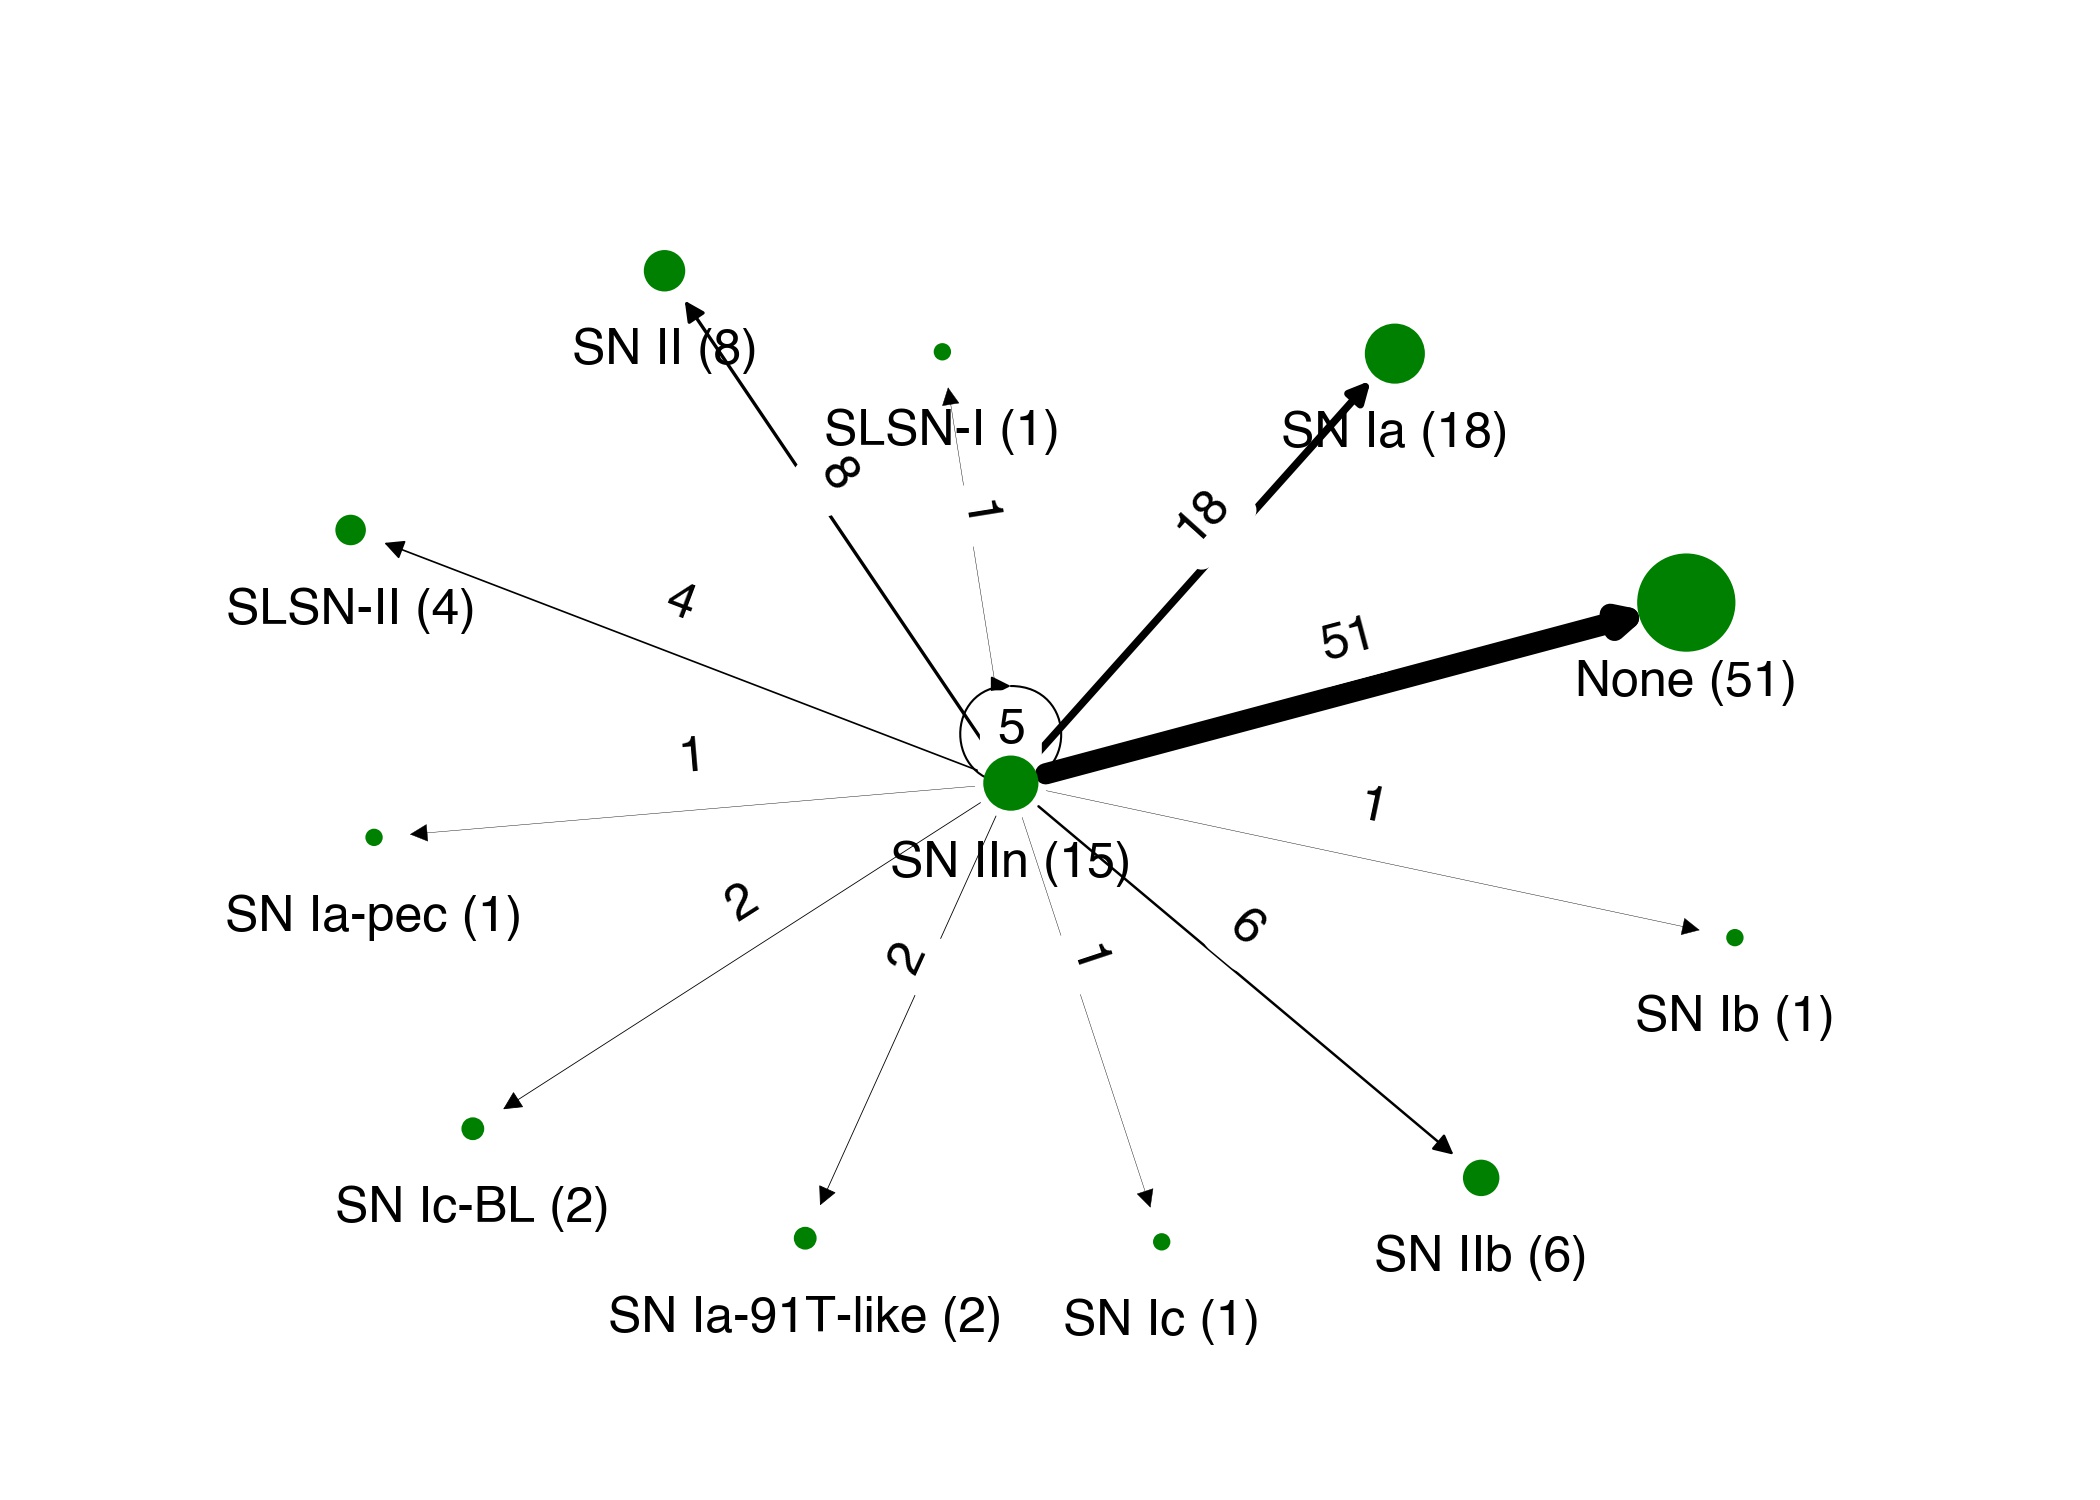 SN II (8)
SLSN-I (1)
SN Ia (18)
8
1
18
SLSN-II (4)
4
51
None (51)
5
1
1
SN IIn (15)
SN Ia-pec (1)
2
6
2
1
SN Ib (1)
SN Ic-BL (2)
SN IIb (6)
SN Ia-91T-like (2)
SN Ic (1)